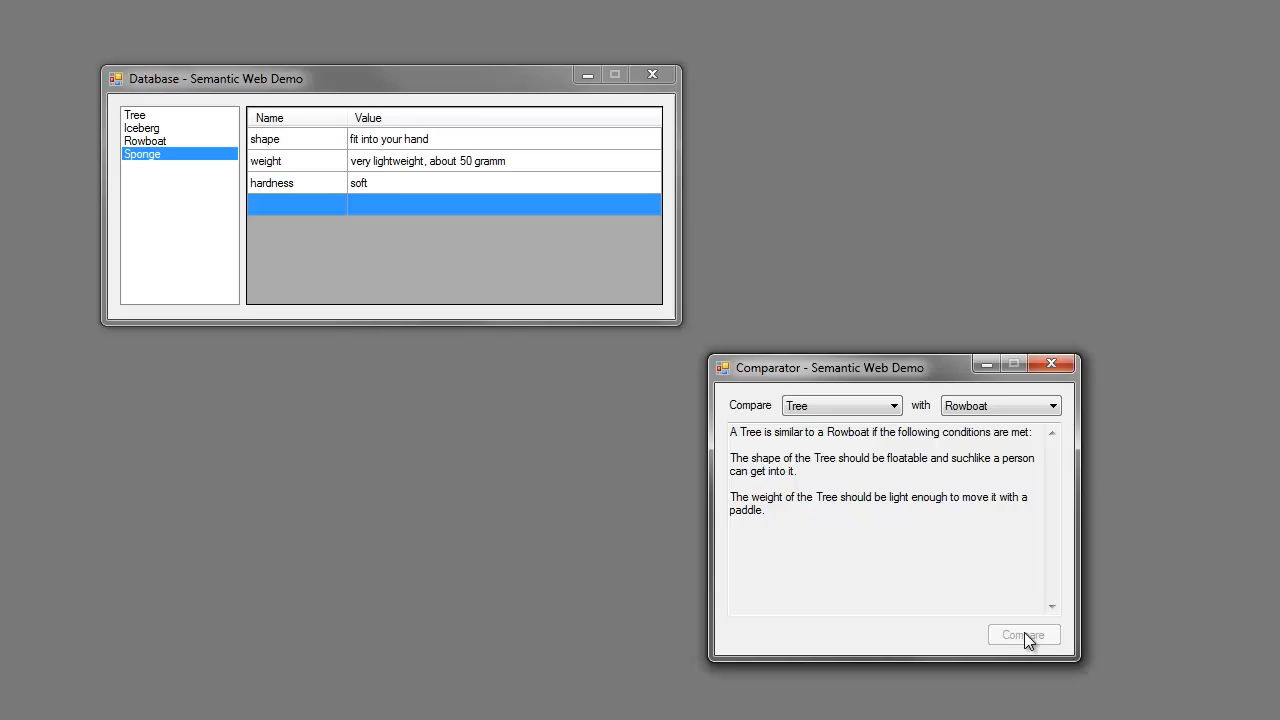 Database - Semantic Web Demo
Tree
Iceberg
Rowboat
Sponge
Name Value
shape fit into your hand
weight very lightweight, about 50 gramm
hardness soft
Comparator - Semantic Web Demo
Compare Tree with Rowboat
A Tree is similar to a Rowboat if the following conditions are met:
The shape of the Tree should be floatable and suchlike a person
can get into it.
The weight of the Tree should be light enough to move it with a
paddle.
Compare